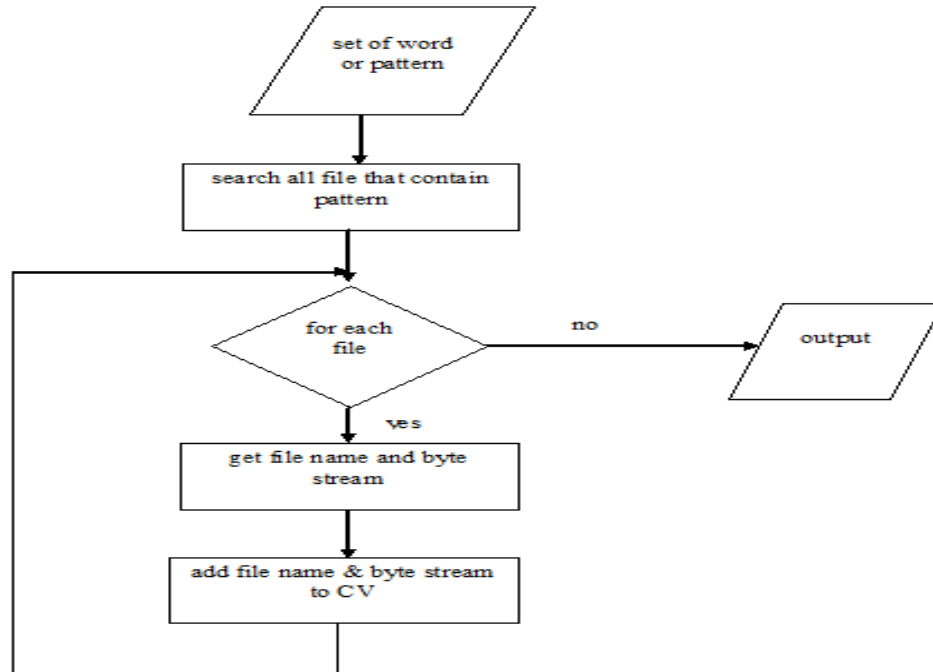 set of word
or pattern
search all file that contain
pattern
for each
file
no
output
yes
get file name and byte
stream
add file name & byte stream
to CV